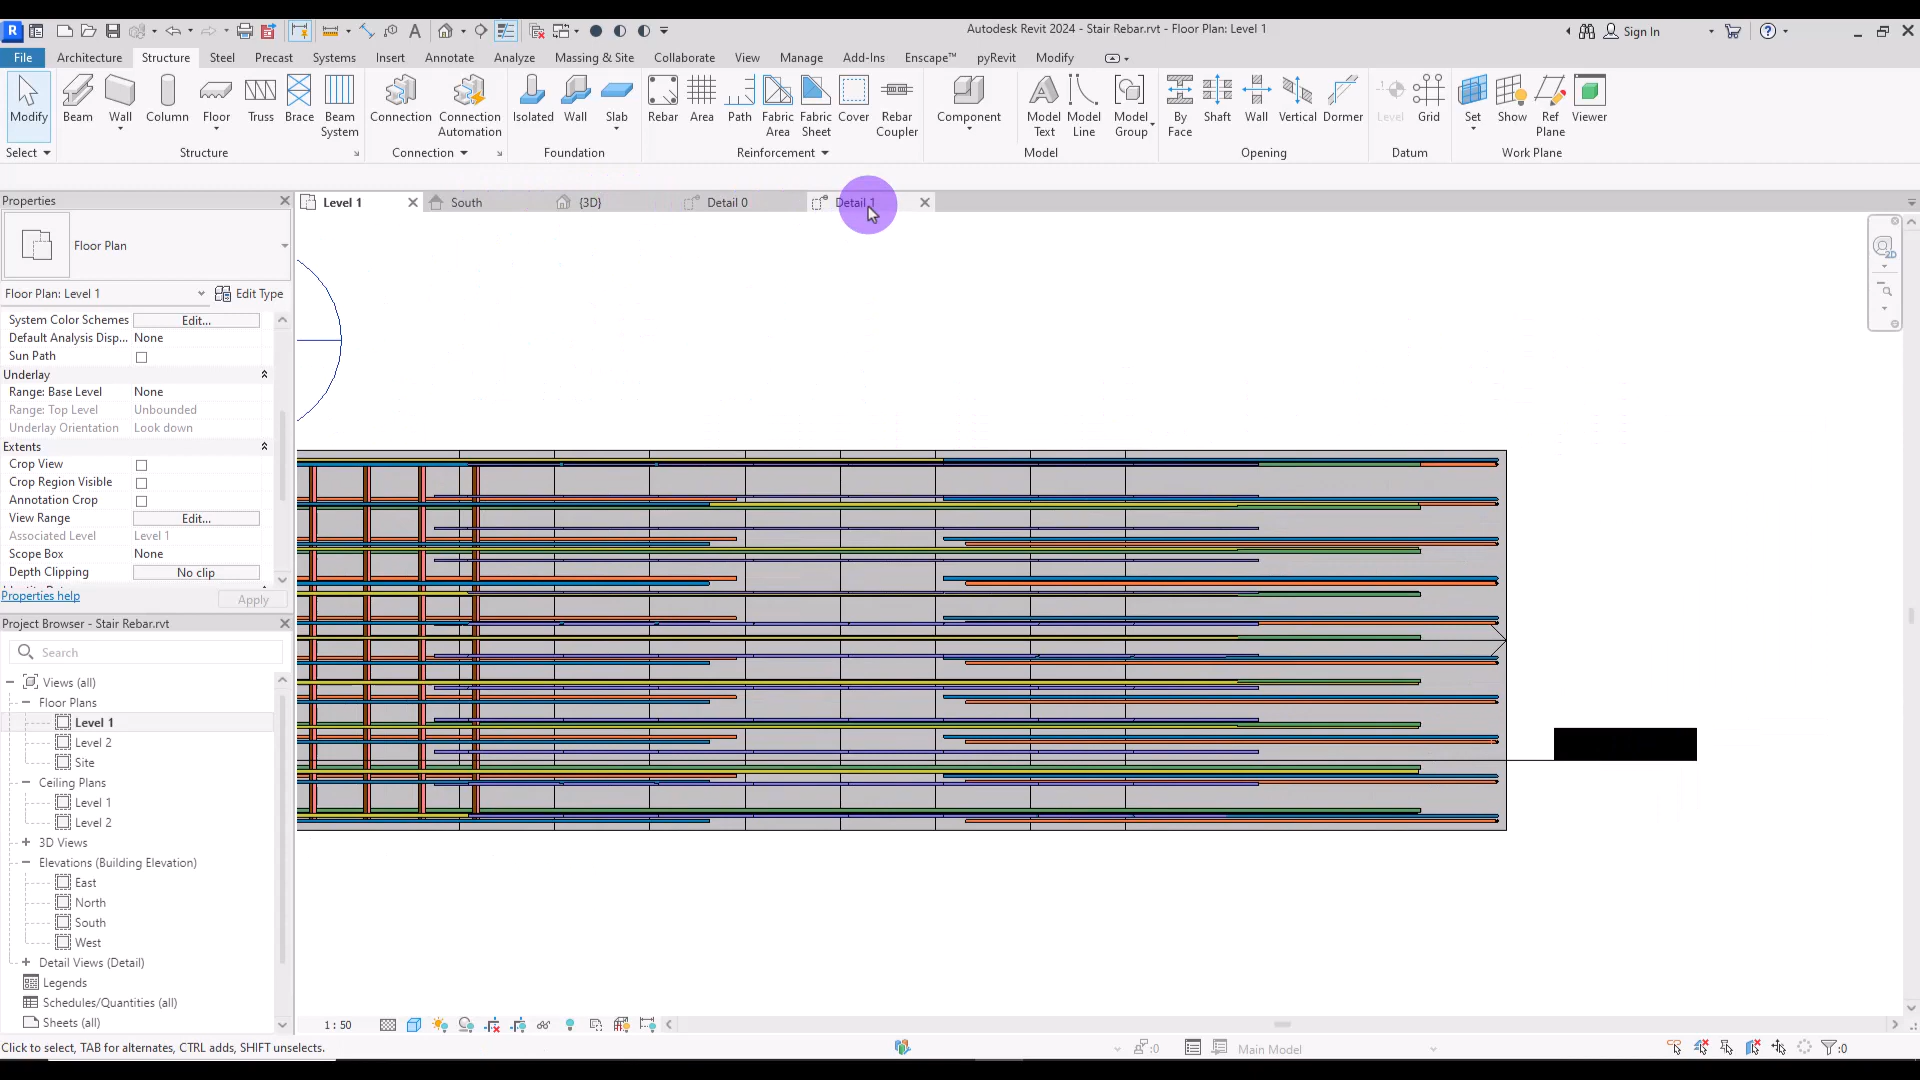 Autodesk Revit 2024 - Stair Rebar.rvt - Floor Plan: Level 1
Sign In
File Architecture Structure Steel Precast Systems Insert Annotate Analyze Massing & Site Collaborate View Manage Add-Ins Enscape™ pyRevit Modify
Modify Beam Wall Column Floor Truss Brace Beam System Connection Connection Automation Isolated Wall Slab Rebar Area Path Fabric Area Fabric Sheet Cover Rebar Coupler Component Model Text Model Line Model Group By Face Shaft Wall Vertical Dormer Level Grid Set Show Ref Plane Viewer
Select Structure Connection Foundation Reinforcement Model Opening Datum Work Plane
Properties
Level 1 South {3D} Detail 0 Detail 1
Floor Plan
Floor Plan: Level 1 Edit Type
System Color Schemes Edit...
Default Analysis Disp... None
Sun Path
Underlay
Range: Base Level None
Range: Top Level Unbounded
Underlay Orientation Look down
Extents
Crop View
Crop Region Visible
Annotation Crop
View Range Edit...
Associated Level Level 1
Scope Box None
Depth Clipping No clip
Properties help Apply
Project Browser - Stair Rebar.rvt
Search
Views (all)
Floor Plans
Level 1
Level 2
Site
Ceiling Plans
Level 1
Level 2
3D Views
Elevations (Building Elevation)
East
North
South
West
Detail Views (Detail)
Legends
Schedules/Quantities (all)
Sheets (all)
1 : 50
Click to select, TAB for alternates, CTRL adds, SHIFT unselects.
:0
Main Model
:0